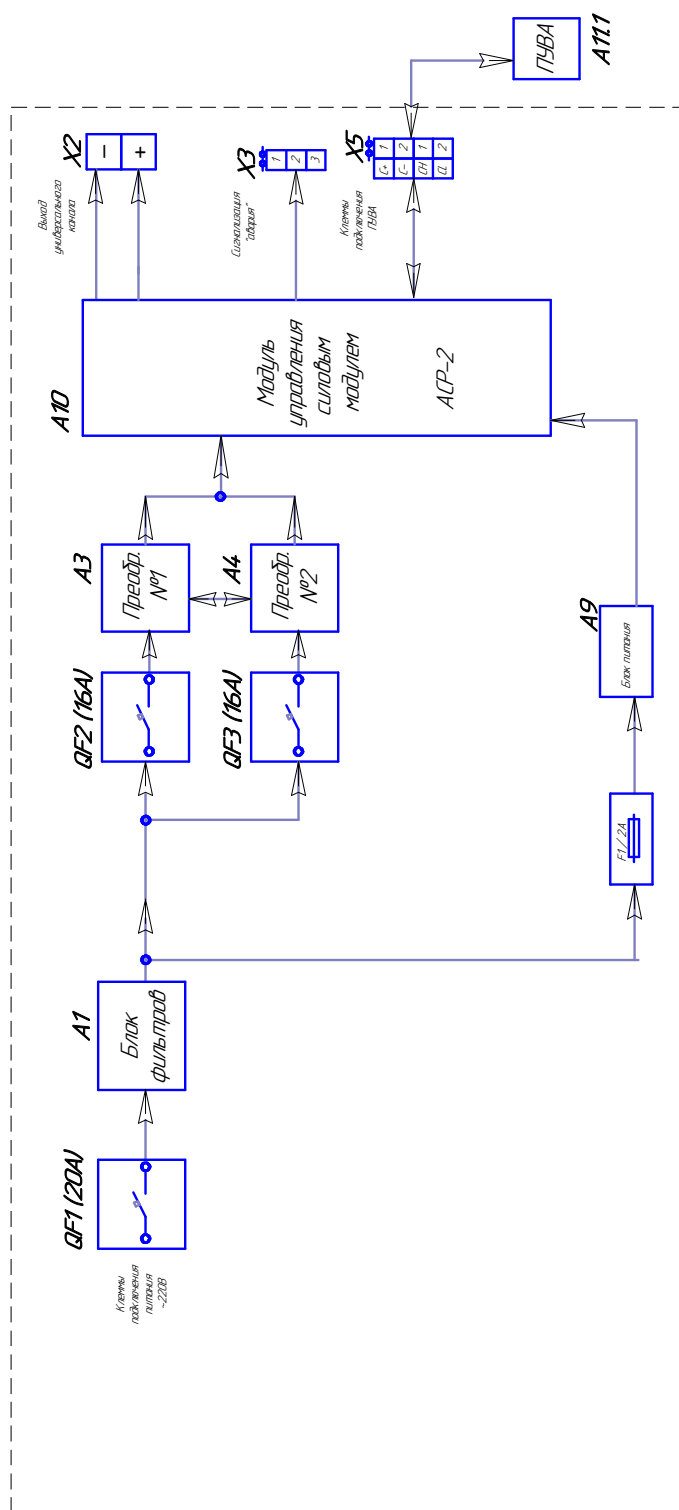 Клеммы
подключения
питания
~220В
QF1 (20А)
А1
Блок
фильтров
QF2 (16А)
QF3 (16А)
А3
Преобр.
№1
А4
Преобр.
№2
F1 / 2А
А9
Блок питания
А10
Модуль
управления
силовым
модулем
АСР-2
Выход
универсального
канала
Х2
−
+
Сигнализация
"авария"
Х3
1
2
3
Клеммы
подключения
ПУВА
Х5
C+ 1
C- 2
CH 1
CL 2
ПУВА
А11.1